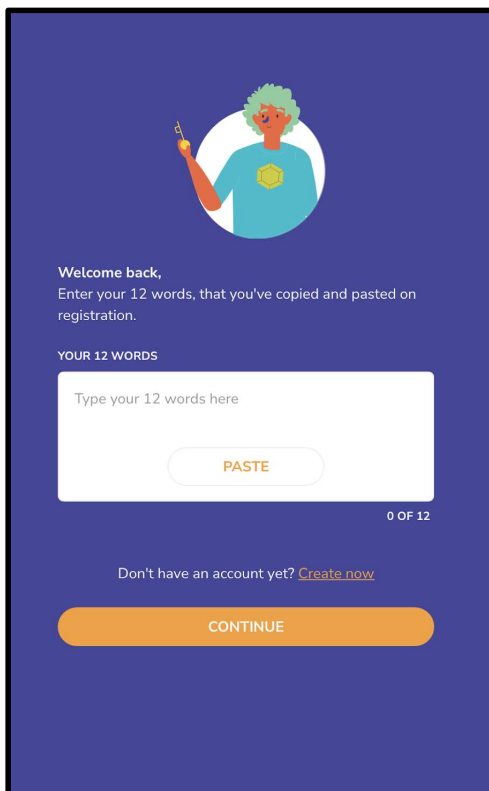 Welcome back,
Enter your 12 words, that you've copied and pasted on
registration.
YOUR 12 WORDS
Type your 12 words here
PASTE
0 OF 12
Don't have an account yet? Create now
CONTINUE